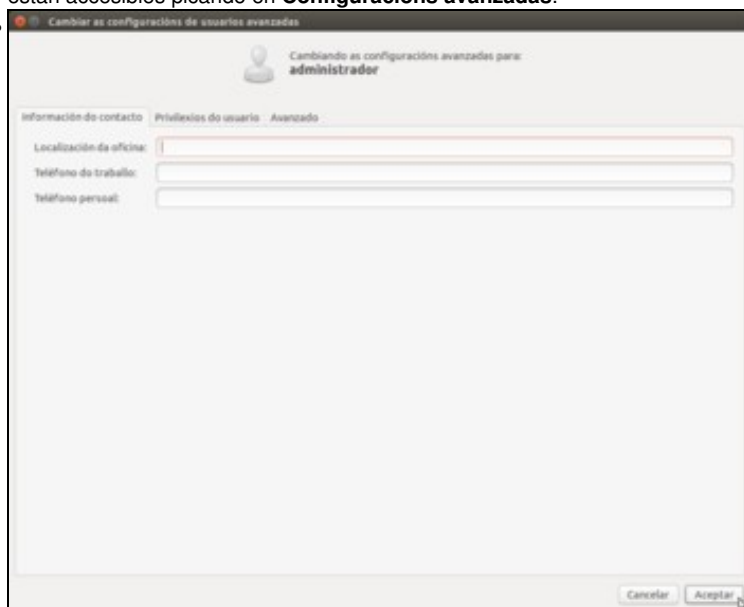 están accesibles picando en Configuracións avanzadas.
Cambiar as configuracións de usuarios avanzadas
Cambiando as configuracións avanzadas para:
administrador
Información do contacto Privilexios do usuario Avanzado
Localización da oficina:
Teléfono do traballo:
Teléfono persoal:
Cancelar Aceptar